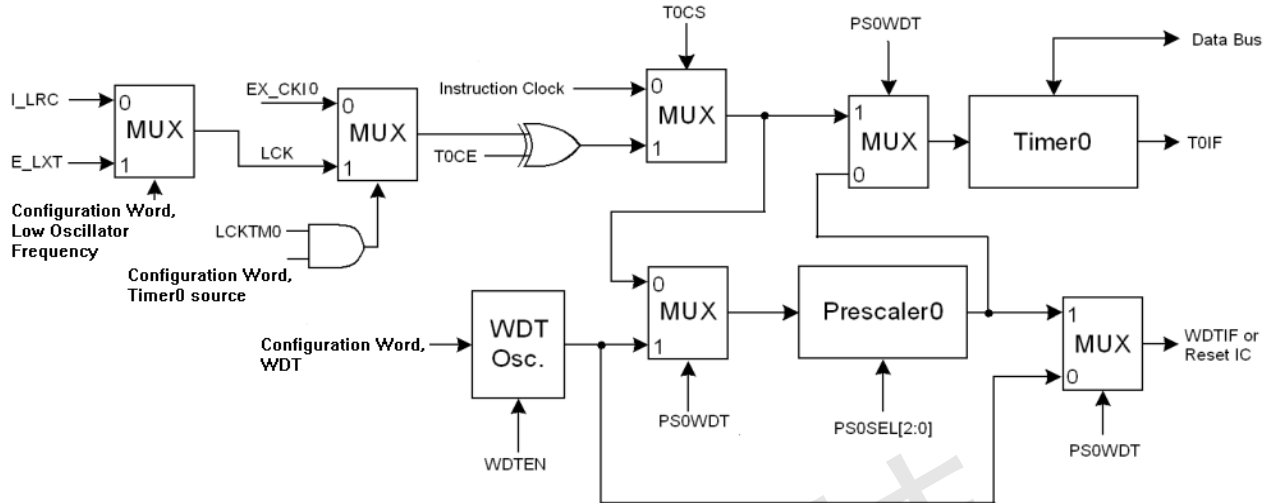 T0CS
PS0WDT
Data Bus
I_LRC
0
MUX
E_LXT
1
EX_CKI0
0
MUX
LCK
1
T0CE
Instruction Clock
0
MUX
1
1
MUX
0
Timer0
T0IF
Configuration Word,
Low Oscillator
Frequency
LCKTM0
Configuration Word,
Timer0 source
Configuration Word,
WDT
WDT
Osc.
WDTEN
0
MUX
1
PS0WDT
Prescaler0
PS0SEL[2:0]
1
MUX
0
PS0WDT
WDTIF or
Reset IC